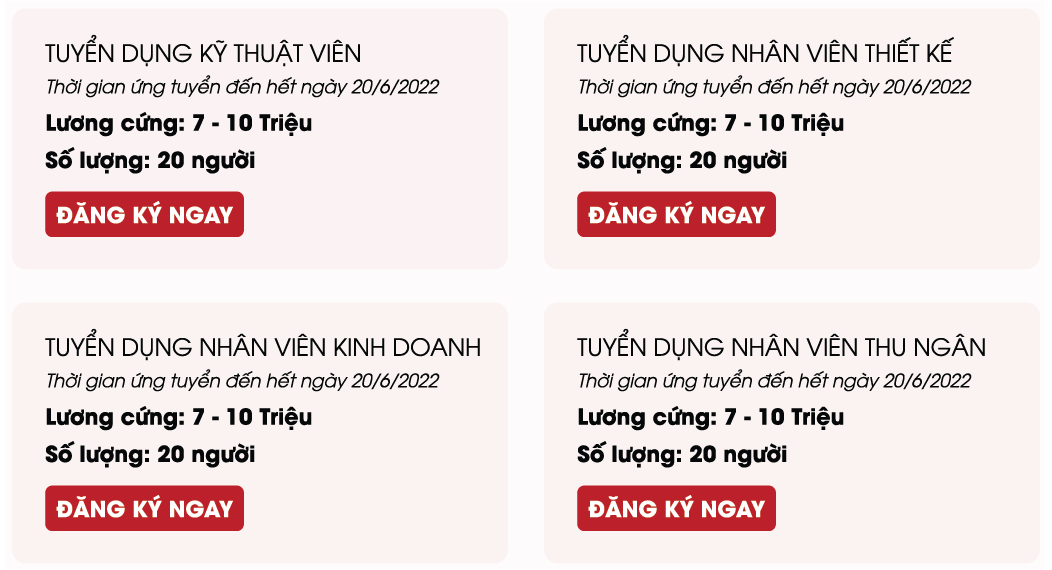 TUYỂN DỤNG KỸ THUẬT VIÊN
Thời gian ứng tuyển đến hết ngày 20/6/2022
Lương cứng: 7 - 10 Triệu
Số lượng: 20 người
ĐĂNG KÝ NGAY
TUYỂN DỤNG NHÂN VIÊN THIẾT KẾ
Thời gian ứng tuyển đến hết ngày 20/6/2022
Lương cứng: 7 - 10 Triệu
Số lượng: 20 người
ĐĂNG KÝ NGAY
TUYỂN DỤNG NHÂN VIÊN KINH DOANH
Thời gian ứng tuyển đến hết ngày 20/6/2022
Lương cứng: 7 - 10 Triệu
Số lượng: 20 người
ĐĂNG KÝ NGAY
TUYỂN DỤNG NHÂN VIÊN THU NGÂN
Thời gian ứng tuyển đến hết ngày 20/6/2022
Lương cứng: 7 - 10 Triệu
Số lượng: 20 người
ĐĂNG KÝ NGAY